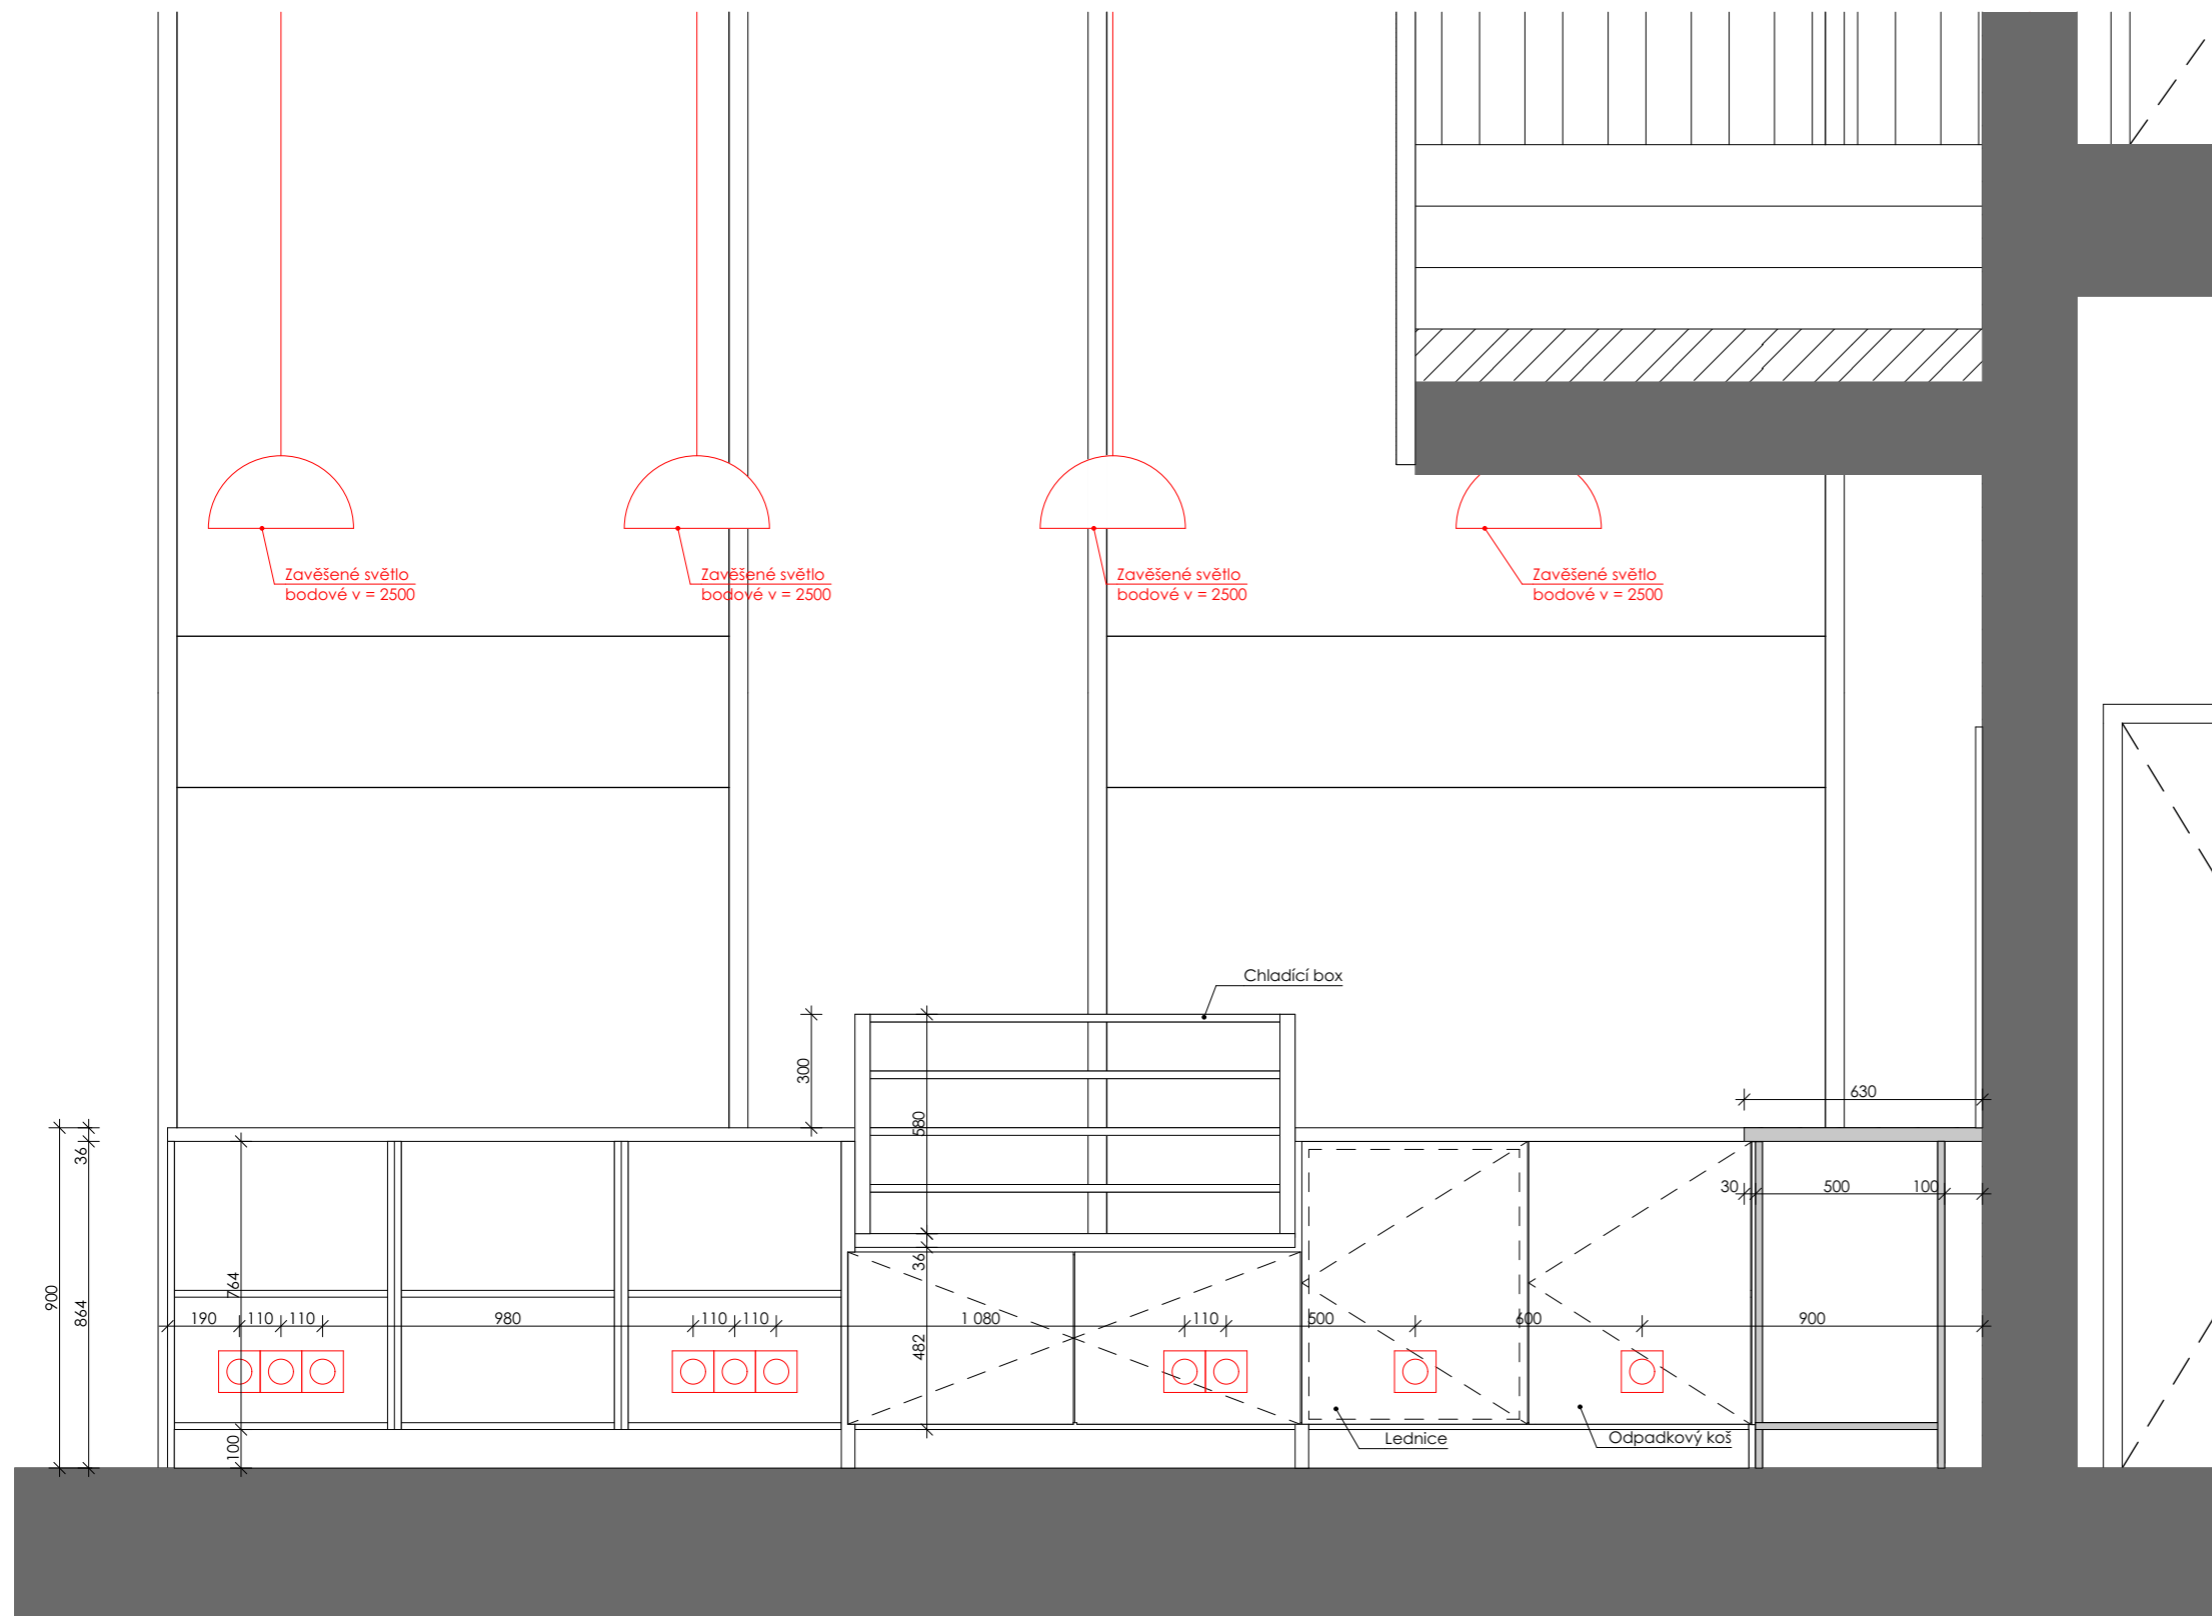 Zavěšené světlo
bodové v = 2500
Zavěšené světlo
bodové v = 2500
Zavěšené světlo
bodové v = 2500
Zavěšené světlo
bodové v = 2500
Chladící box
300
580
630
36
30
500
100
900
864
764
36
190
110
110
980
110
110
1 080
110
500
600
900
482
100
Lednice
Odpadkový koš